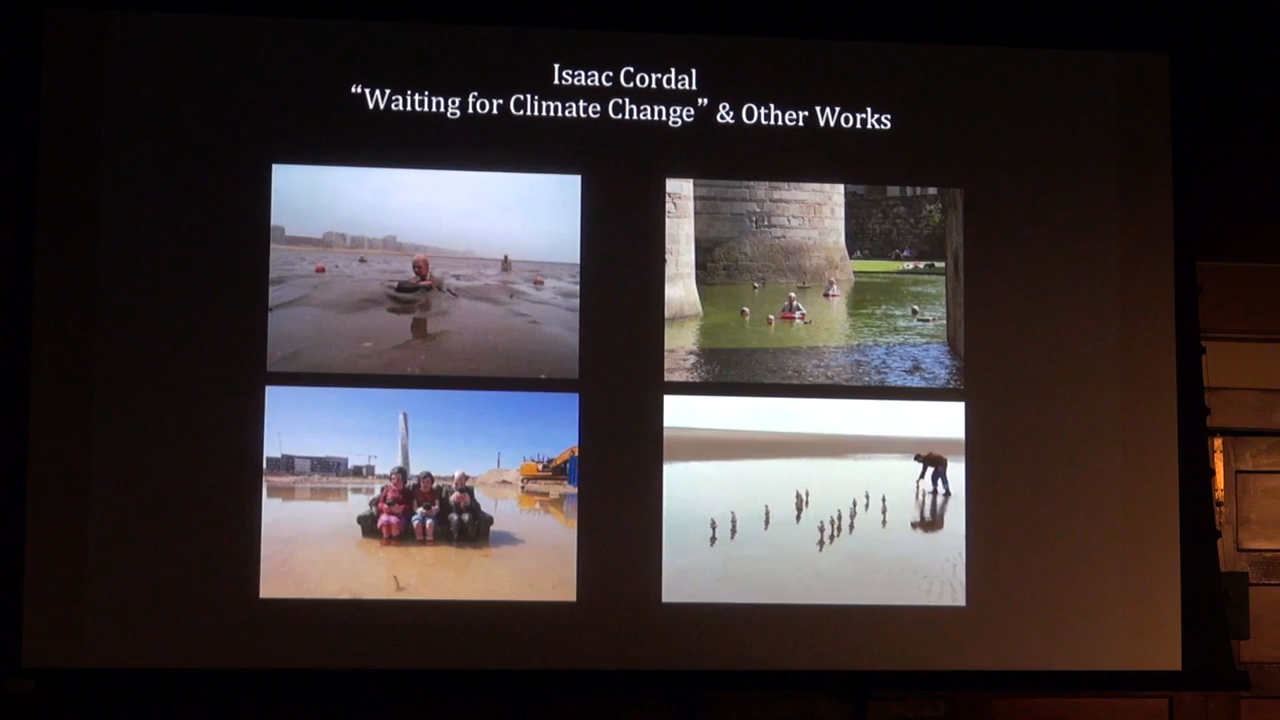 Isaac Cordal
“Waiting for Climate Change” & Other Works